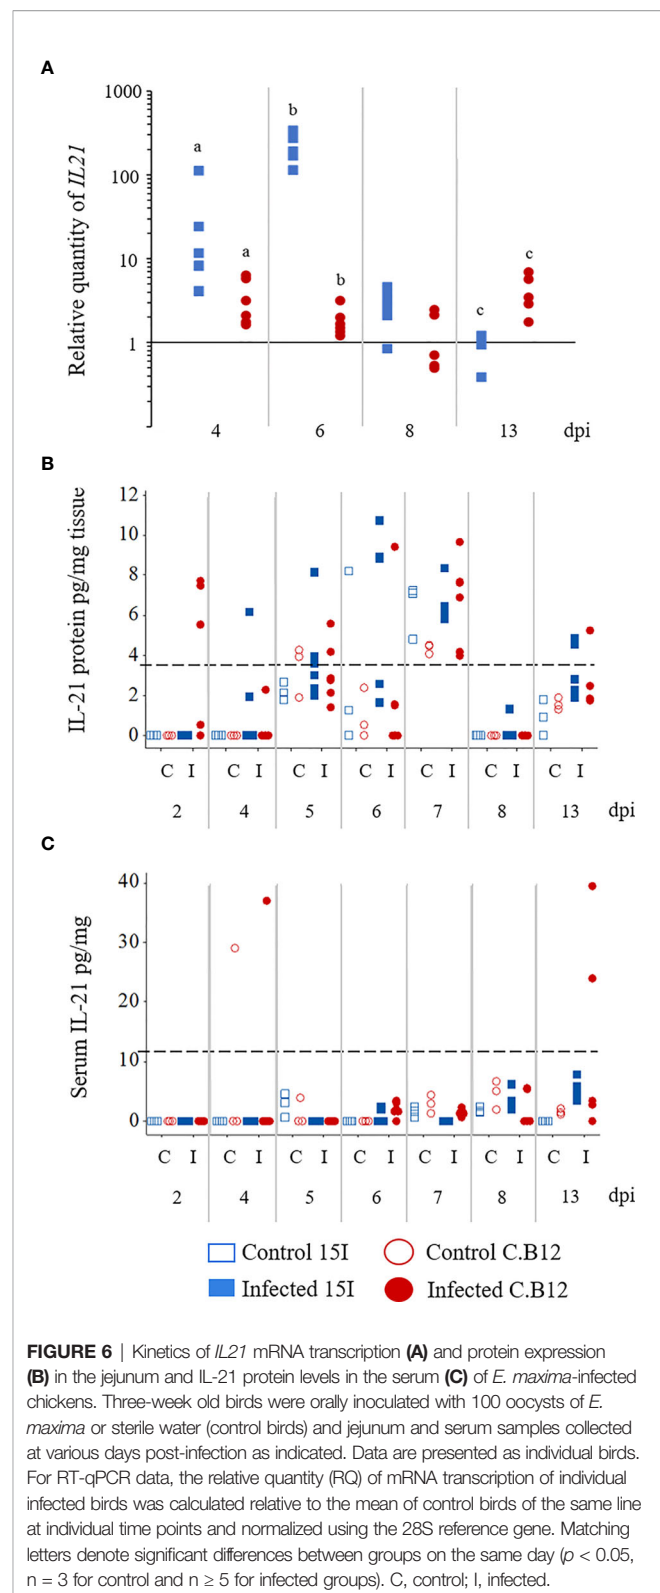 A
1000
100
10
1
Relative quantity of IL21
a
a
b
b
c
c
4 6 8 13 dpi
B
12
10
8
6
4
2
0
IL-21 protein pg/mg tissue
C I C I C I C I C I C I C I
2 4 5 6 7 8 13 dpi
C
40
30
20
10
0
Serum IL-21 pg/mg
C I C I C I C I C I C I C I
2 4 5 6 7 8 13 dpi
Control 15I Control C.B12
Infected 15I Infected C.B12
FIGURE 6 | Kinetics of IL21 mRNA transcription (A) and protein expression
(B) in the jejunum and IL-21 protein levels in the serum (C) of E. maxima-infected
chickens. Three-week old birds were orally inoculated with 100 oocysts of E.
maxima or sterile water (control birds) and jejunum and serum samples collected
at various days post-infection as indicated. Data are presented as individual birds.
For RT-qPCR data, the relative quantity (RQ) of mRNA transcription of individual
infected birds was calculated relative to the mean of control birds of the same line
at individual time points and normalized using the 28S reference gene. Matching
letters denote significant differences between groups on the same day (p < 0.05,
n = 3 for control and n ≥ 5 for infected groups). C, control; I, infected.